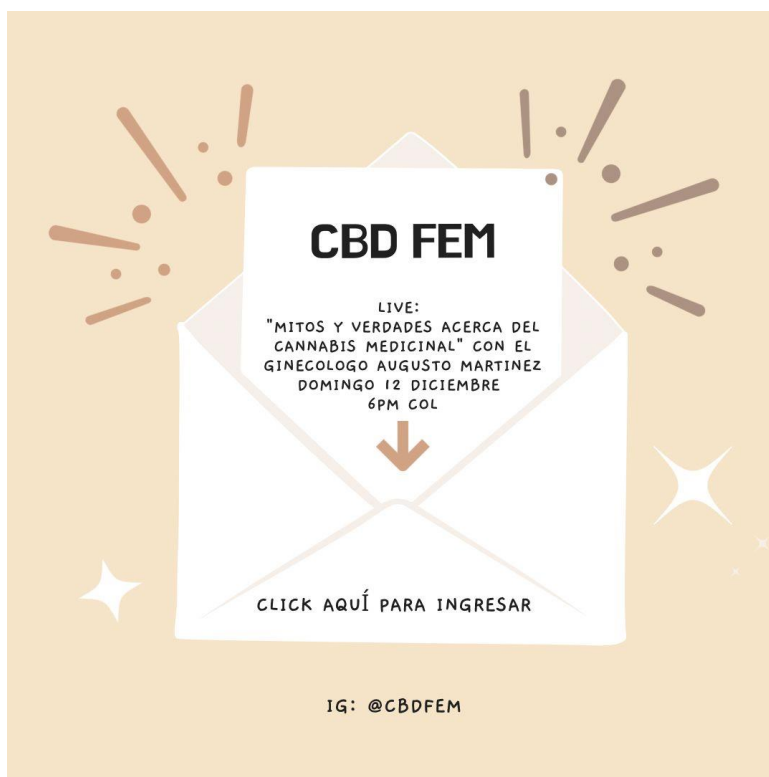 CBD FEM
LIVE:
"MITOS Y VERDADES ACERCA DEL
CANNABIS MEDICINAL" CON EL
GINECOLOGO AUGUSTO MARTINEZ
DOMINGO 12 DICIEMBRE
6PM COL
CLICK AQUÍ PARA INGRESAR
IG: @CBDFEM